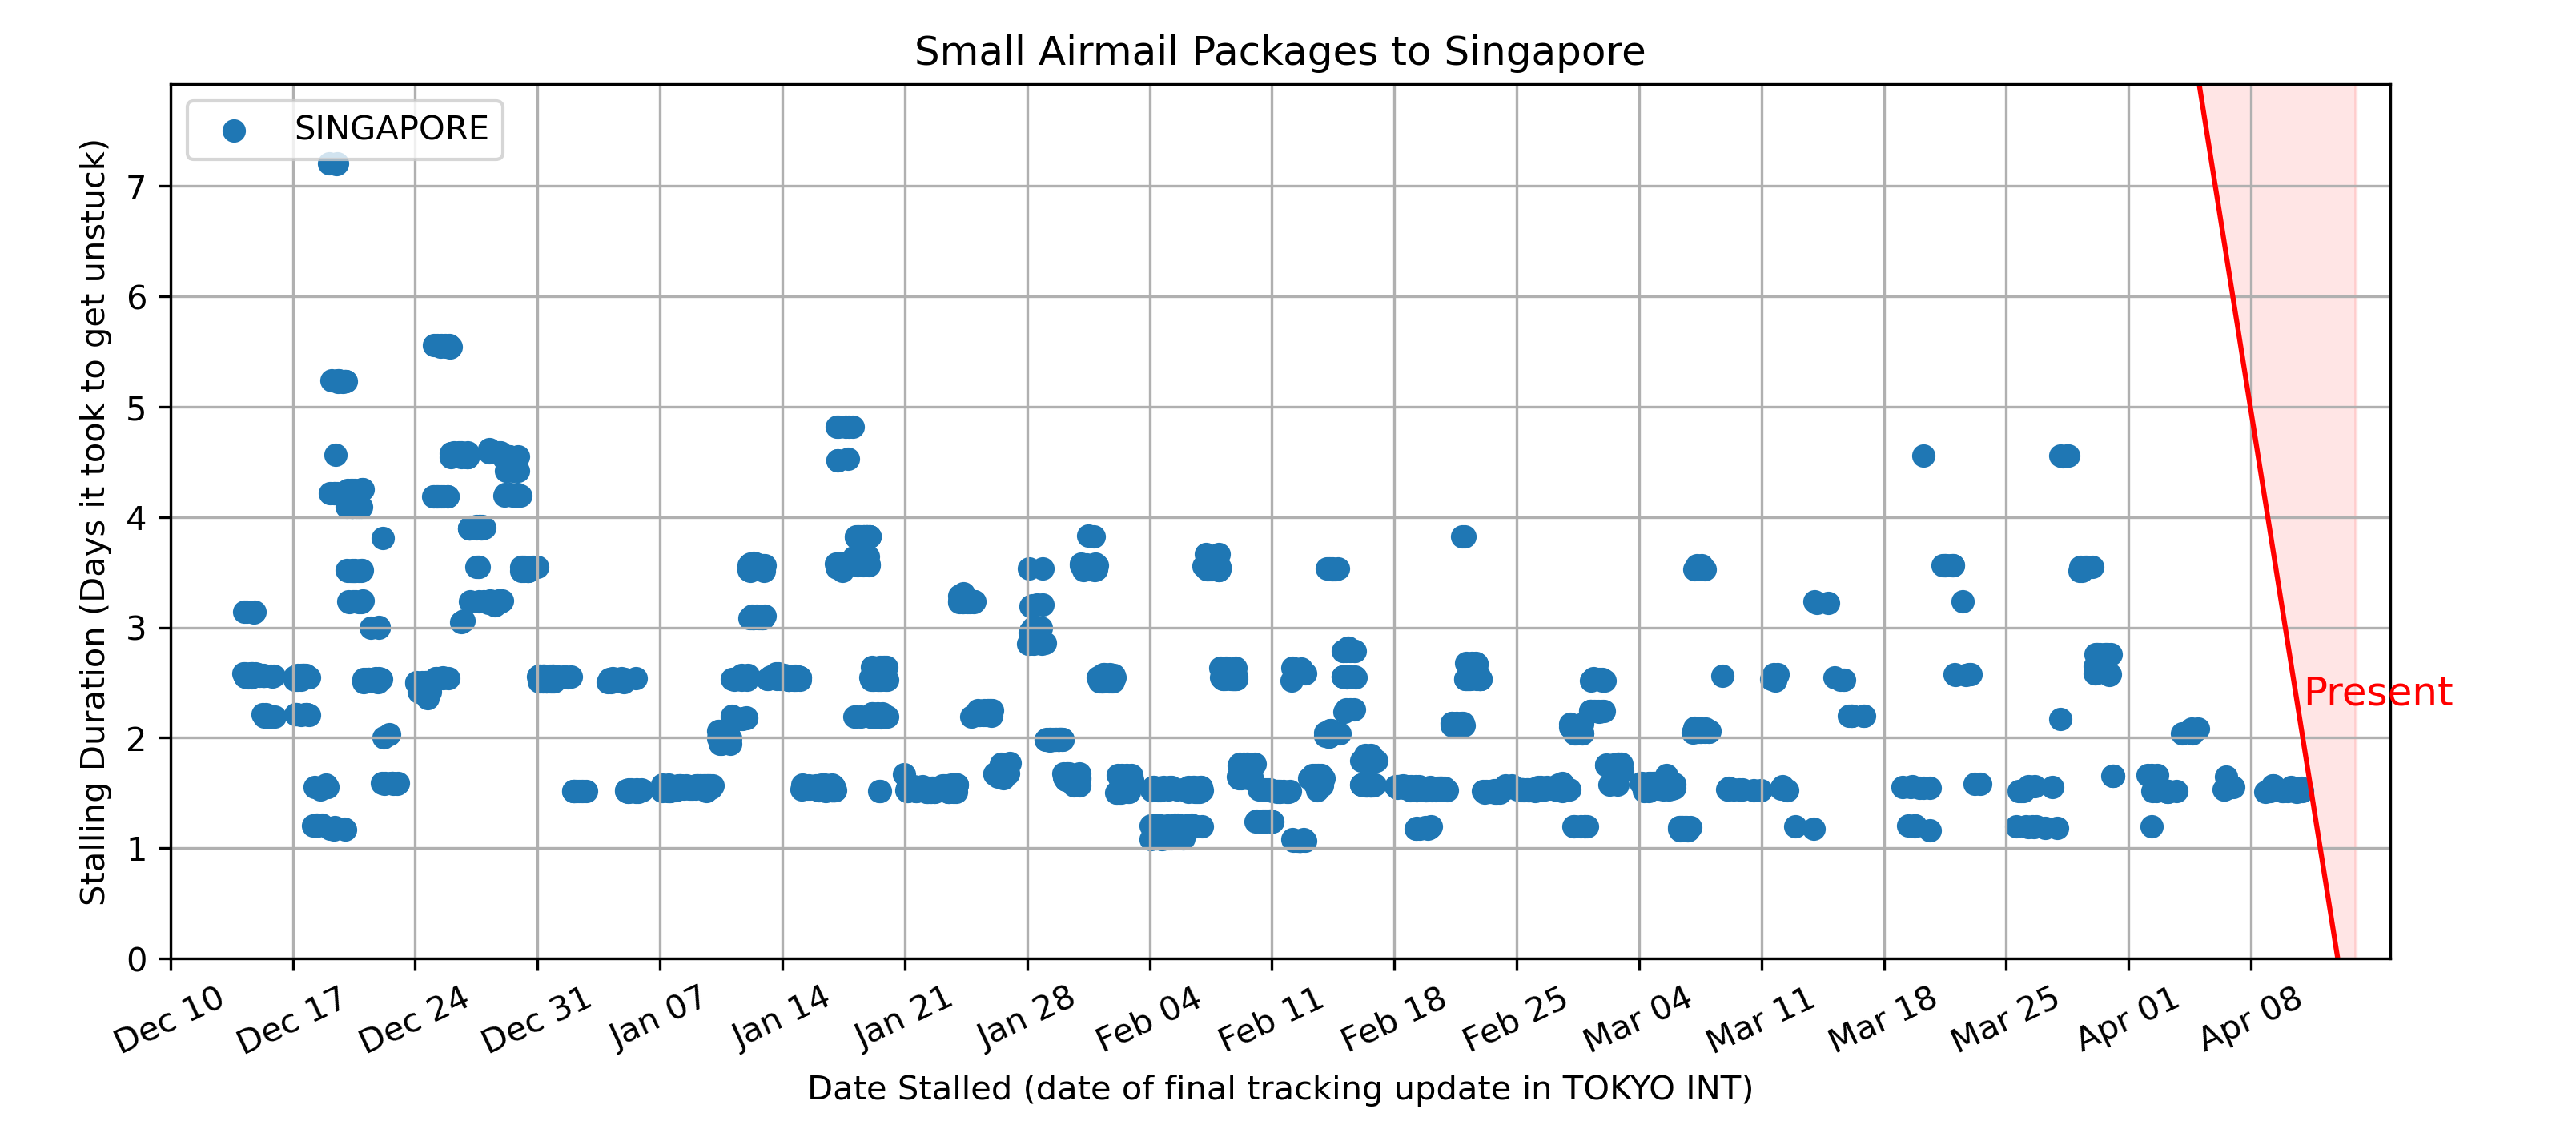 Small Airmail Packages to Singapore
SINGAPORE
Stalling Duration (Days it took to get unstuck)
7
6
5
4
3
2
1
0
Present
Dec 10
Dec 17
Dec 24
Dec 31
Jan 07
Jan 14
Jan 21
Jan 28
Feb 04
Feb 11
Feb 18
Feb 25
Mar 04
Mar 11
Mar 18
Mar 25
Apr 01
Apr 08
Date Stalled (date of final tracking update in TOKYO INT)